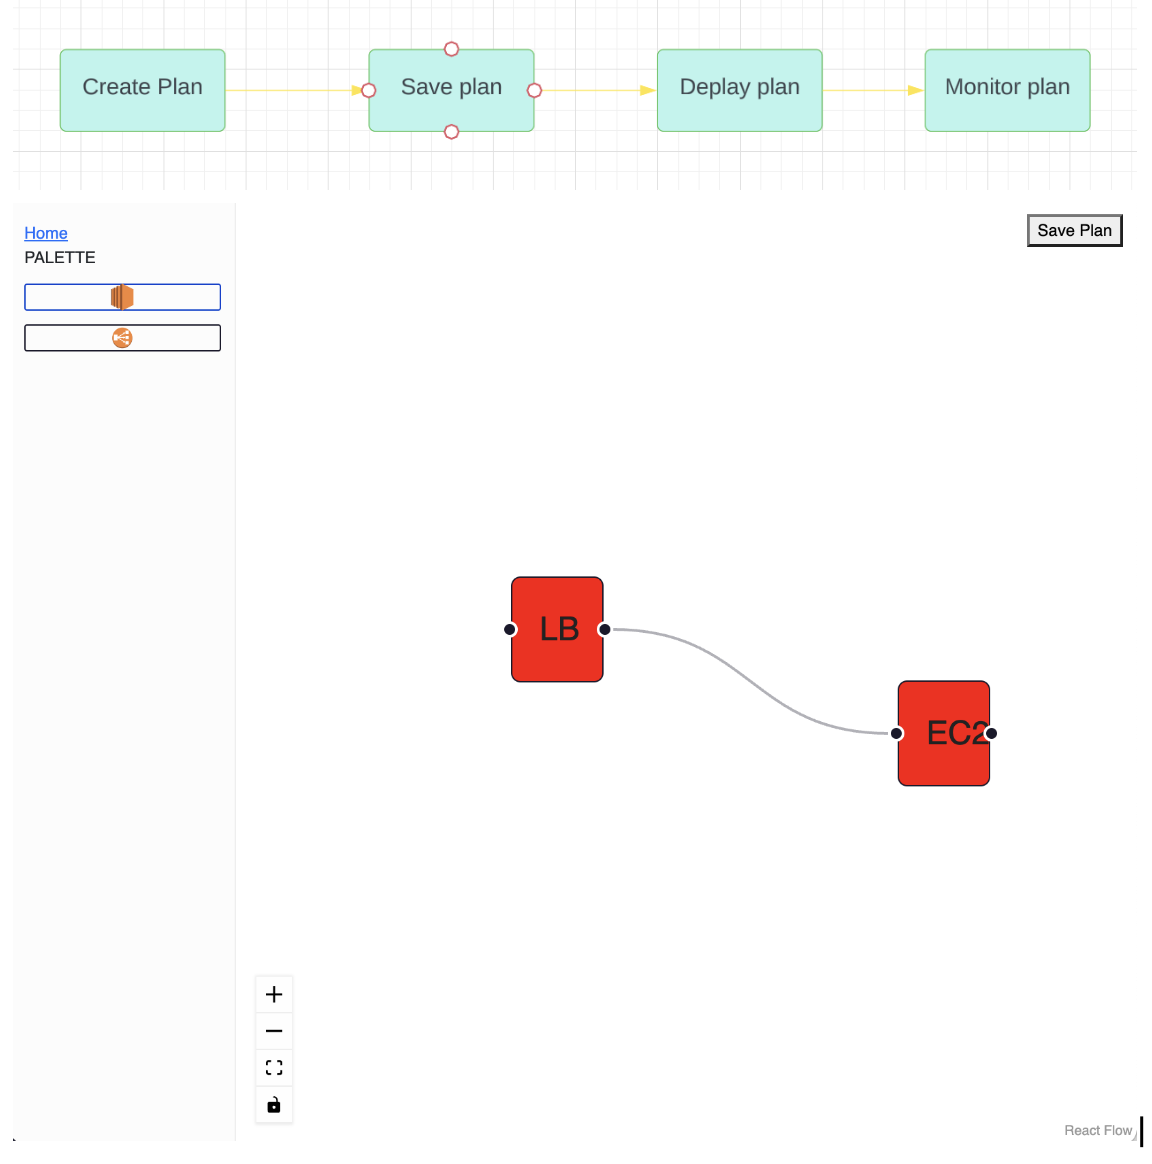 Create Plan
Save plan
Deplay plan
Monitor plan
Home
PALETTE
Save Plan
LB
EC2
React Flow